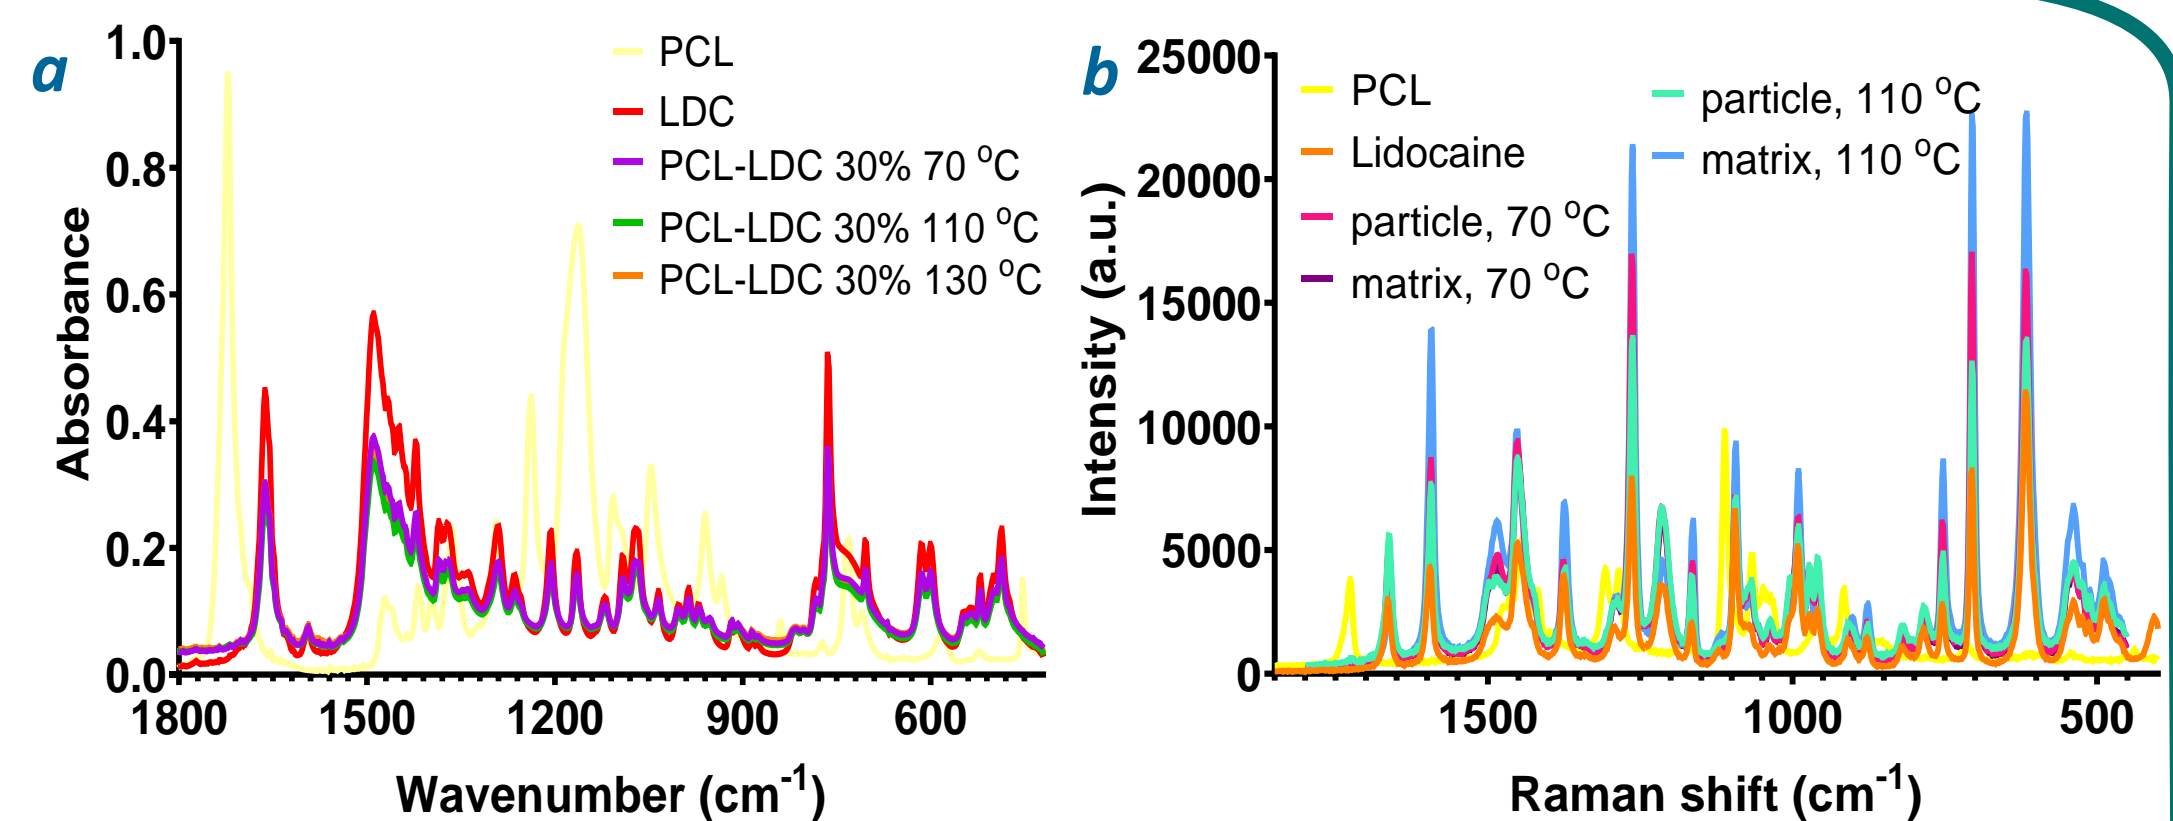 a
1.0
0.8
0.6
0.4
0.2
0.0
Absorbance
1800 1500 1200 900 600
Wavenumber (cm-1)
PCL
LDC
PCL-LDC 30% 70 oC
PCL-LDC 30% 110 oC
PCL-LDC 30% 130 oC
b
25000
20000
15000
10000
5000
0
Intensity (a.u.)
1500 1000 500
Raman shift (cm-1)
PCL
Lidocaine
particle, 70 oC
matrix, 70 oC
particle, 110 oC
matrix, 110 oC